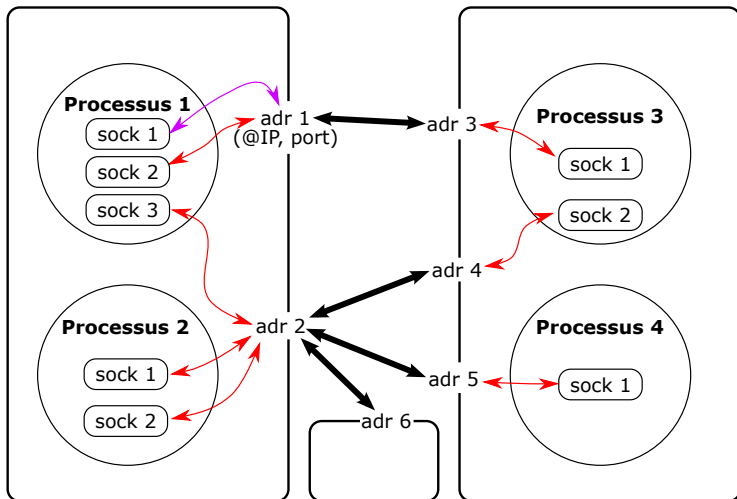 Processus 1
sock 1
sock 2
sock 3
adr 1
(@IP, port)
adr 3
Processus 3
sock 1
sock 2
adr 4
Processus 2
sock 1
sock 2
adr 2
adr 5
adr 6
Processus 4
sock 1